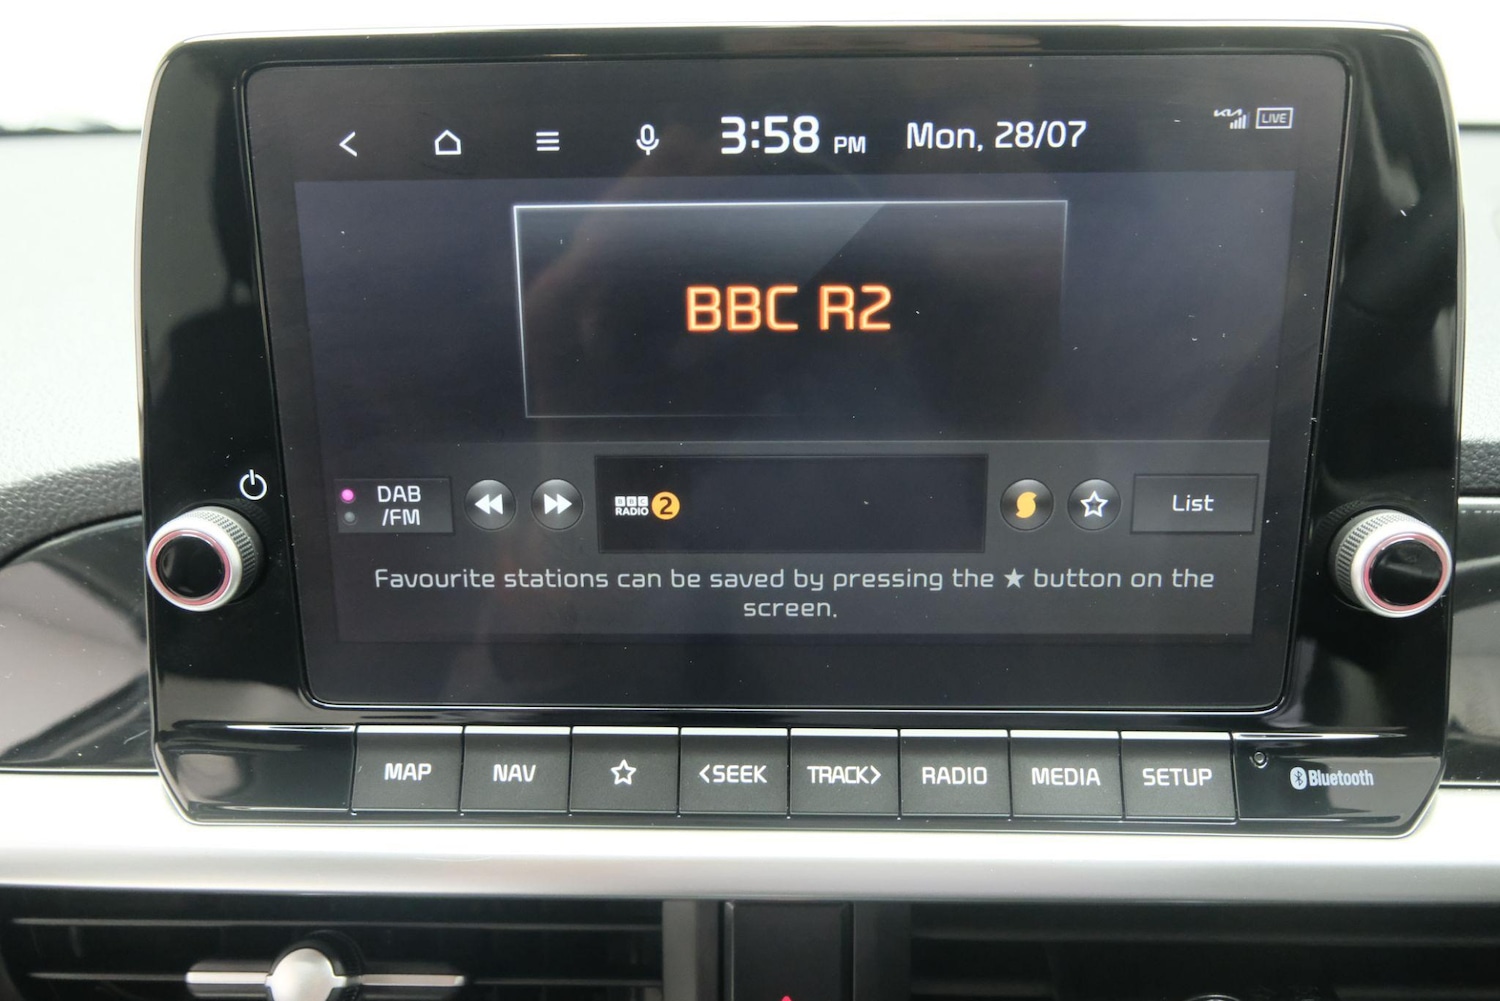 3:58 PM Mon, 28/07
KIA
LIVE
BBC R2
DAB
/FM
BBC
RADIO 2
List
Favourite stations can be saved by pressing the ★ button on the
screen.
MAP NAV ☆ <SEEK TRACK> RADIO MEDIA SETUP
Bluetooth